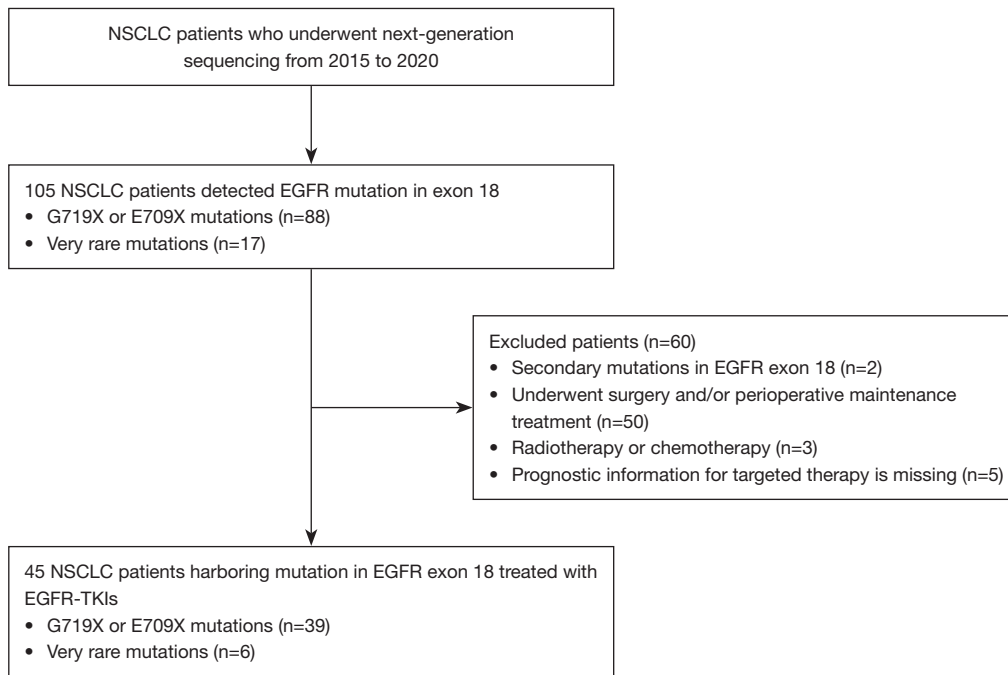 NSCLC patients who underwent next-generation
sequencing from 2015 to 2020
105 NSCLC patients detected EGFR mutation in exon 18
• G719X or E709X mutations (n=88)
• Very rare mutations (n=17)
Excluded patients (n=60)
• Secondary mutations in EGFR exon 18 (n=2)
• Underwent surgery and/or perioperative maintenance
treatment (n=50)
• Radiotherapy or chemotherapy (n=3)
• Prognostic information for targeted therapy is missing (n=5)
45 NSCLC patients harboring mutation in EGFR exon 18 treated with
EGFR-TKIs
• G719X or E709X mutations (n=39)
• Very rare mutations (n=6)